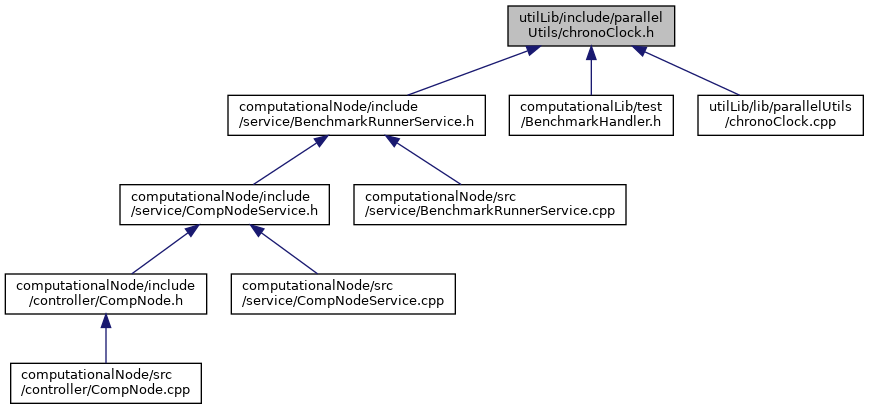 utilLib/include/parallel
Utils/chronoClock.h
computationalNode/include
/service/BenchmarkRunnerService.h
computationalLib/test
/BenchmarkHandler.h
utilLib/lib/parallelUtils
/chronoClock.cpp
computationalNode/include
/service/CompNodeService.h
computationalNode/src
/service/BenchmarkRunnerService.cpp
computationalNode/include
/controller/CompNode.h
computationalNode/src
/service/CompNodeService.cpp
computationalNode/src
/controller/CompNode.cpp